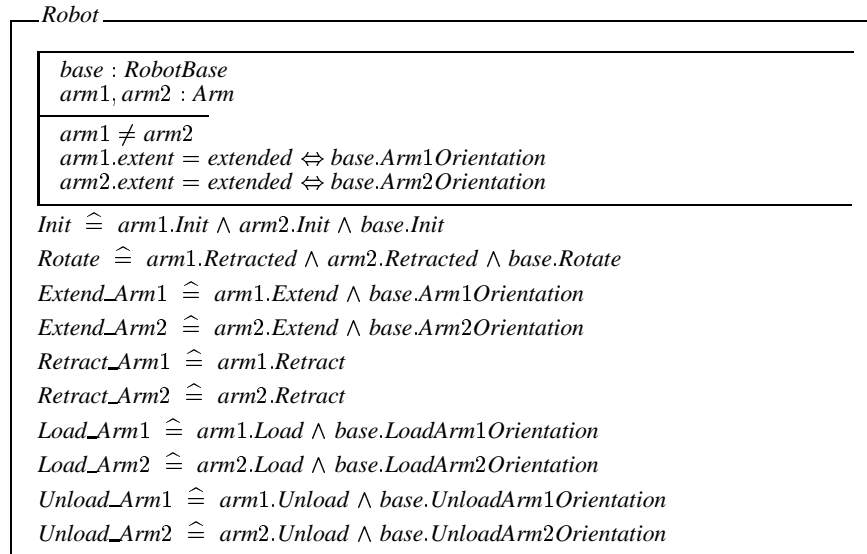 Robot
base : RobotBase
arm1, arm2 : Arm
arm1 ≠ arm2
arm1.extent = extended ⇔ base.Arm1Orientation
arm2.extent = extended ⇔ base.Arm2Orientation
Init ≙ arm1.Init ∧ arm2.Init ∧ base.Init
Rotate ≙ arm1.Retracted ∧ arm2.Retracted ∧ base.Rotate
Extend_Arm1 ≙ arm1.Extend ∧ base.Arm1Orientation
Extend_Arm2 ≙ arm2.Extend ∧ base.Arm2Orientation
Retract_Arm1 ≙ arm1.Retract
Retract_Arm2 ≙ arm2.Retract
Load_Arm1 ≙ arm1.Load ∧ base.LoadArm1Orientation
Load_Arm2 ≙ arm2.Load ∧ base.LoadArm2Orientation
Unload_Arm1 ≙ arm1.Unload ∧ base.UnloadArm1Orientation
Unload_Arm2 ≙ arm2.Unload ∧ base.UnloadArm2Orientation